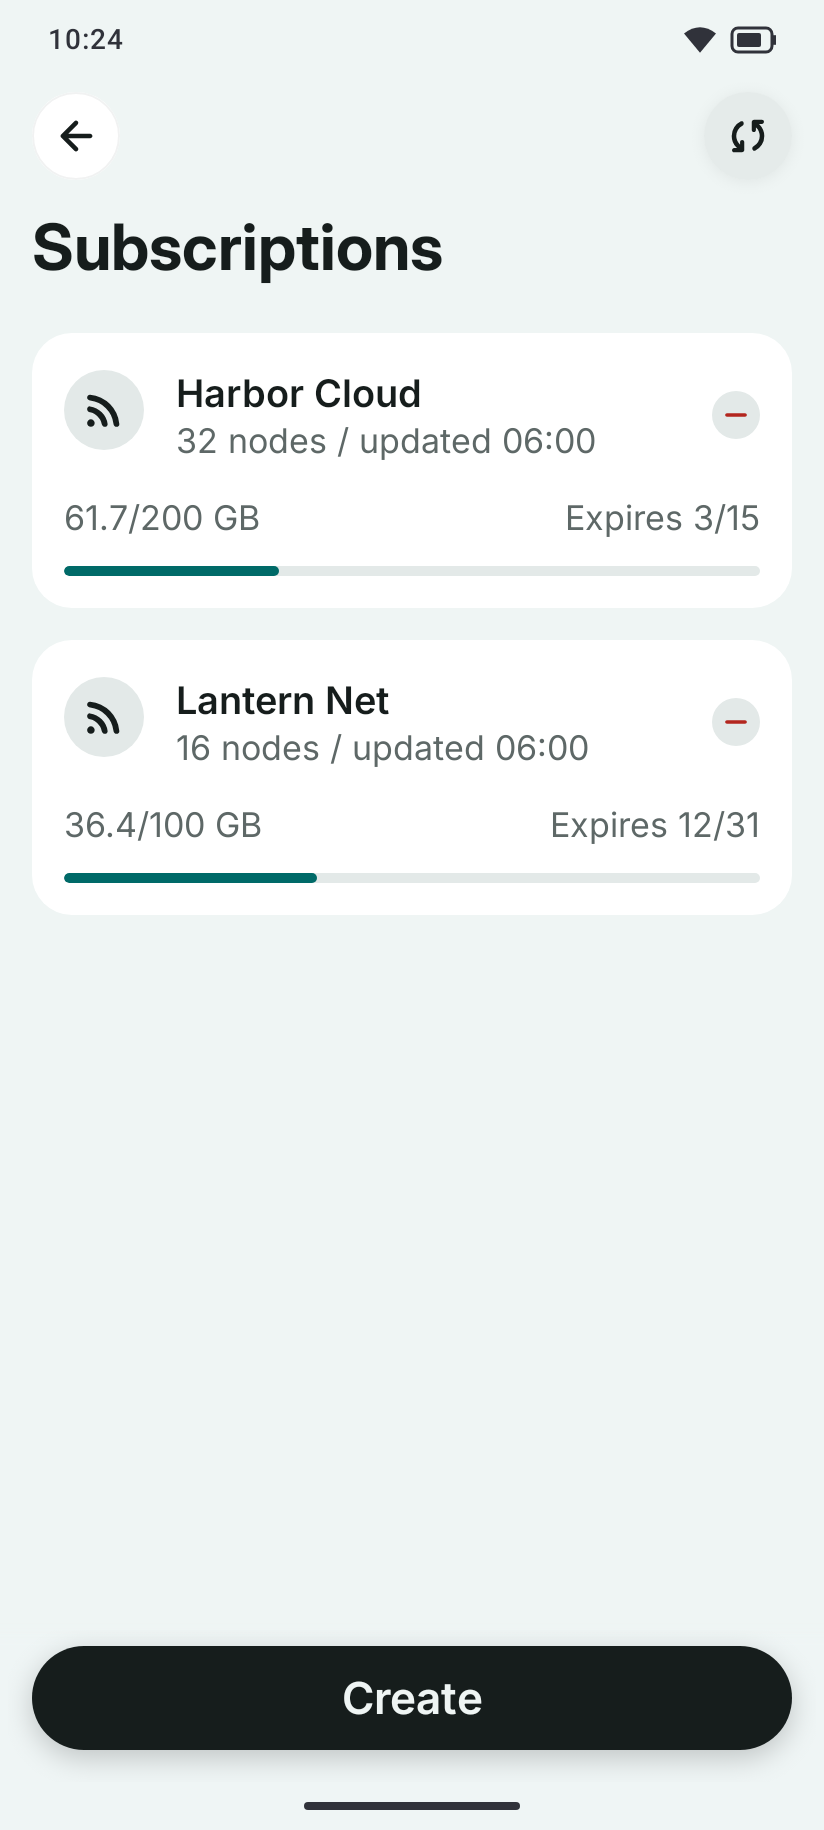 10:24
Subscriptions
Harbor Cloud
32 nodes / updated 06:00
61.7/200 GB
Expires 3/15
Lantern Net
16 nodes / updated 06:00
36.4/100 GB
Expires 12/31
Create